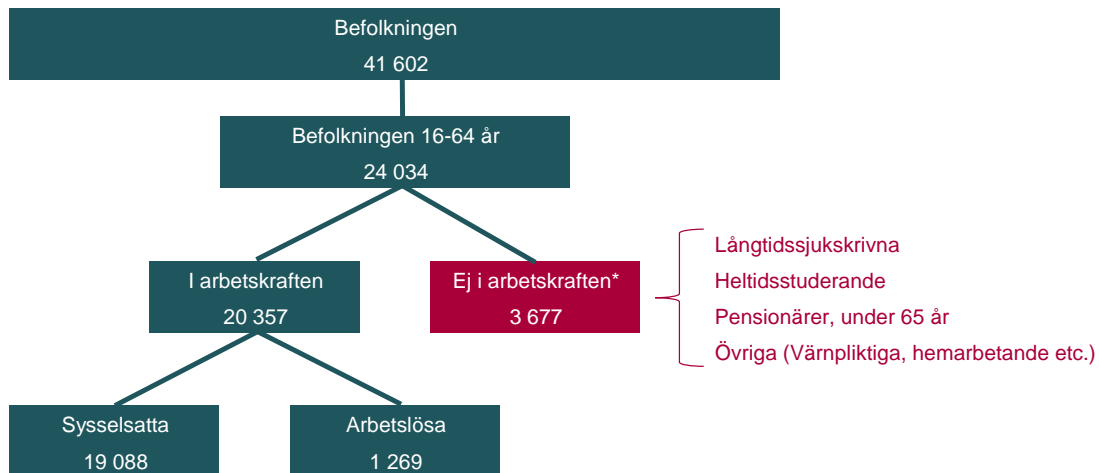 Befolkningen
41 602
Befolkningen 16-64 år
24 034
I arbetskraften
20 357
Ej i arbetskraften*
3 677
Långtidssjukskrivna
Heltidsstuderande
Pensionärer, under 65 år
Övriga (Värnpliktiga, hemarbetande etc.)
Sysselsatta
19 088
Arbetslösa
1 269